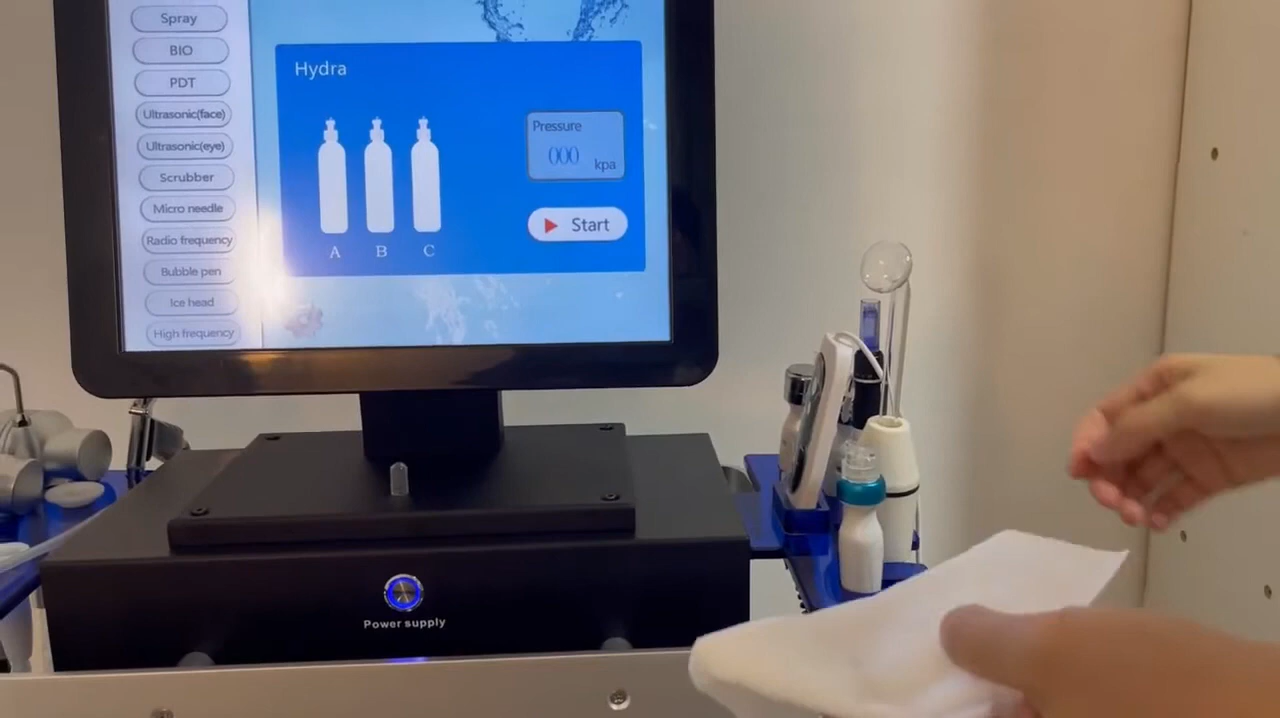 Spray
BIO
PDT
Ultrasonic(face)
Ultrasonic(eye)
Scrubber
Micro needle
Radio frequency
Bubble pen
Ice head
High frequency
Hydra
A B C
Pressure
000 kpa
Start
Power supply